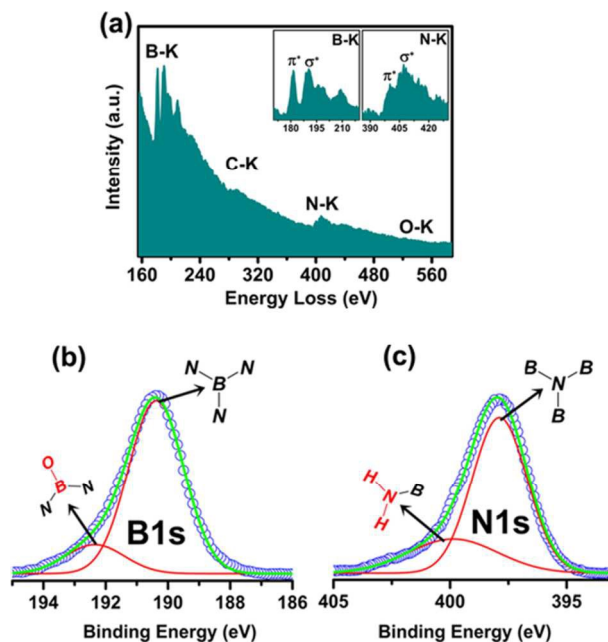 (a)
B-K
B-K
N-K
π* σ*
π* σ*
180 195 210
390 405 420
C-K
N-K
O-K
Intensity (a.u.)
160 240 320 400 480 560
Energy Loss (eV)
(b)
N N
B
N
O
B
N N
B1s
194 192 190 188 186
Binding Energy (eV)
(c)
B B
N
B
H
N B
H
N1s
405 400 395
Binding Energy (eV)